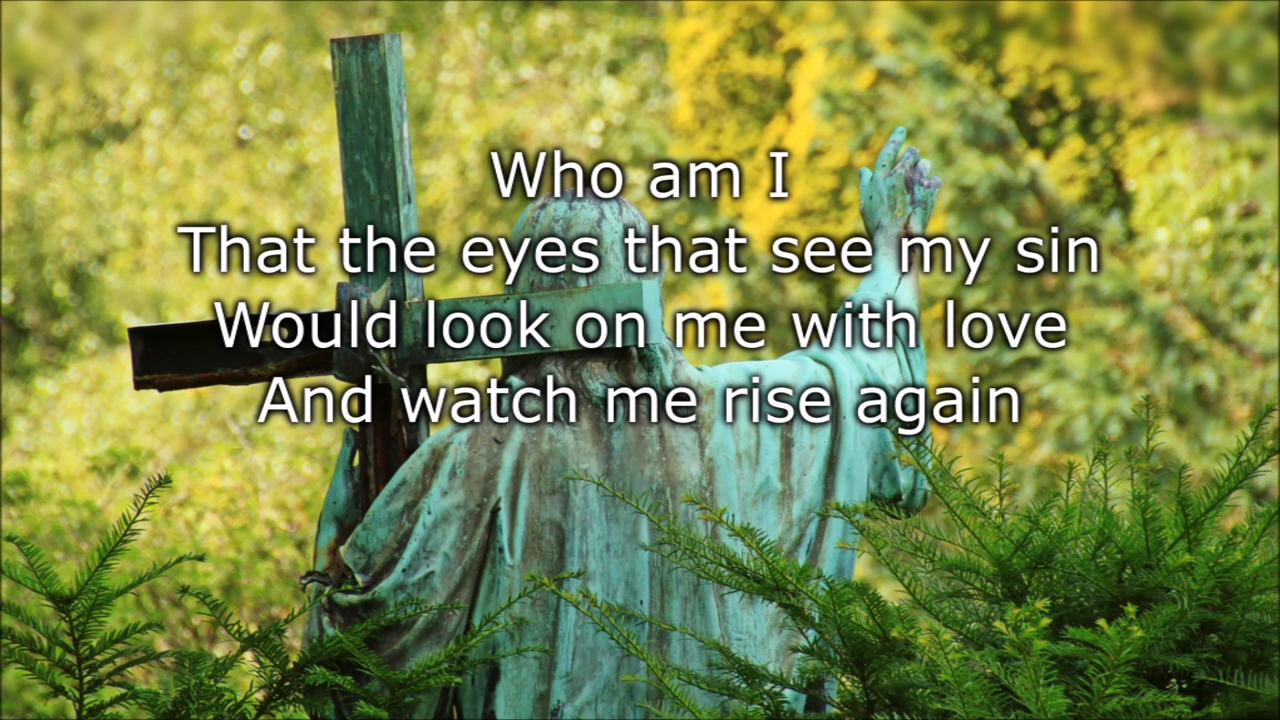 Who am I
That the eyes that see my sin
Would look on me with love
And watch me rise again